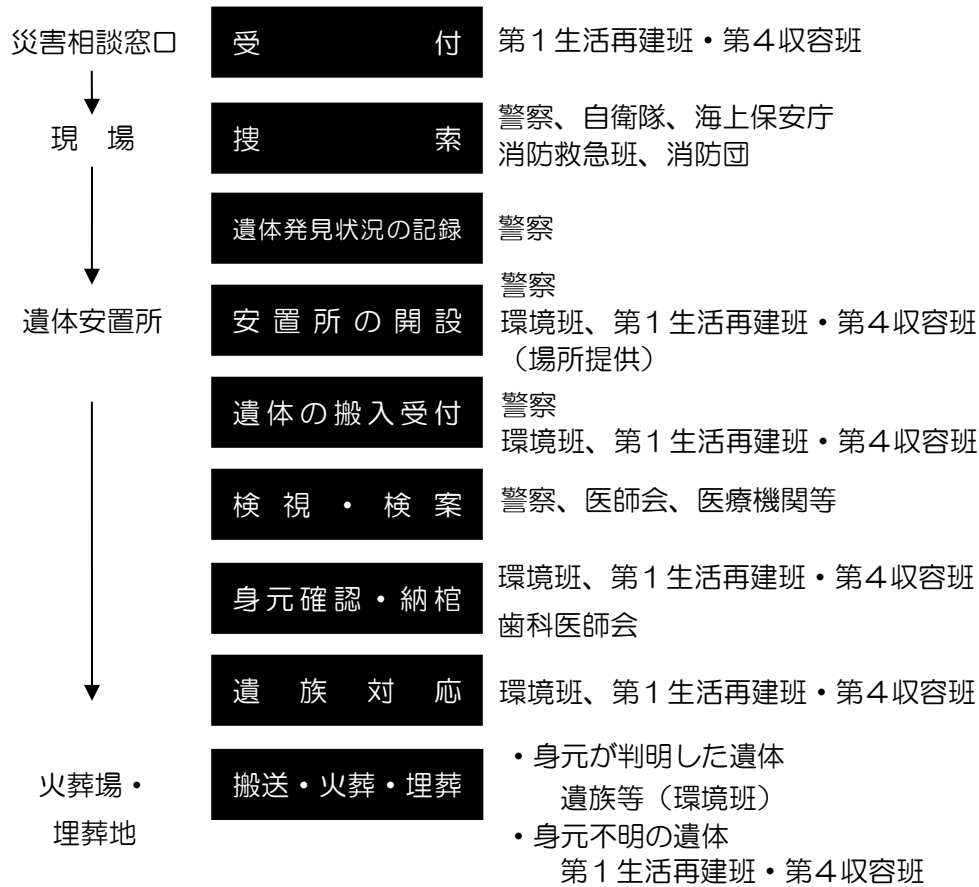 災害相談窓口 受付 第１生活再建班・第４収容班
現場 捜索 警察、自衛隊、海上保安庁
消防救急班、消防団
遺体発見状況の記録 警察
警察
遺体安置所 安置所の開設 環境班、第１生活再建班・第４収容班
（場所提供）
遺体の搬入受付 警察
環境班、第１生活再建班・第４収容班
検視・検案 警察、医師会、医療機関等
身元確認・納棺 環境班、第１生活再建班・第４収容班
歯科医師会
遺族対応 環境班、第１生活再建班・第４収容班
火葬場・ 搬送・火葬・埋葬 ・身元が判明した遺体
遺族等（環境班）
埋葬地 ・身元不明の遺体
第１生活再建班・第４収容班